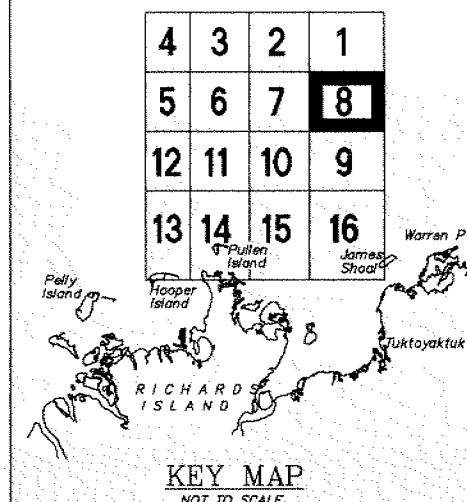 4 3 2 1
5 6 7 8
12 11 10 9
13 14 15 16
Pullen
Island
James
Shoal
Warren P
Pelly
Island
Hooper
Island
Tuktoyaktuk
RICHARDS
ISLAND
KEY MAP
NOT TO SCALE